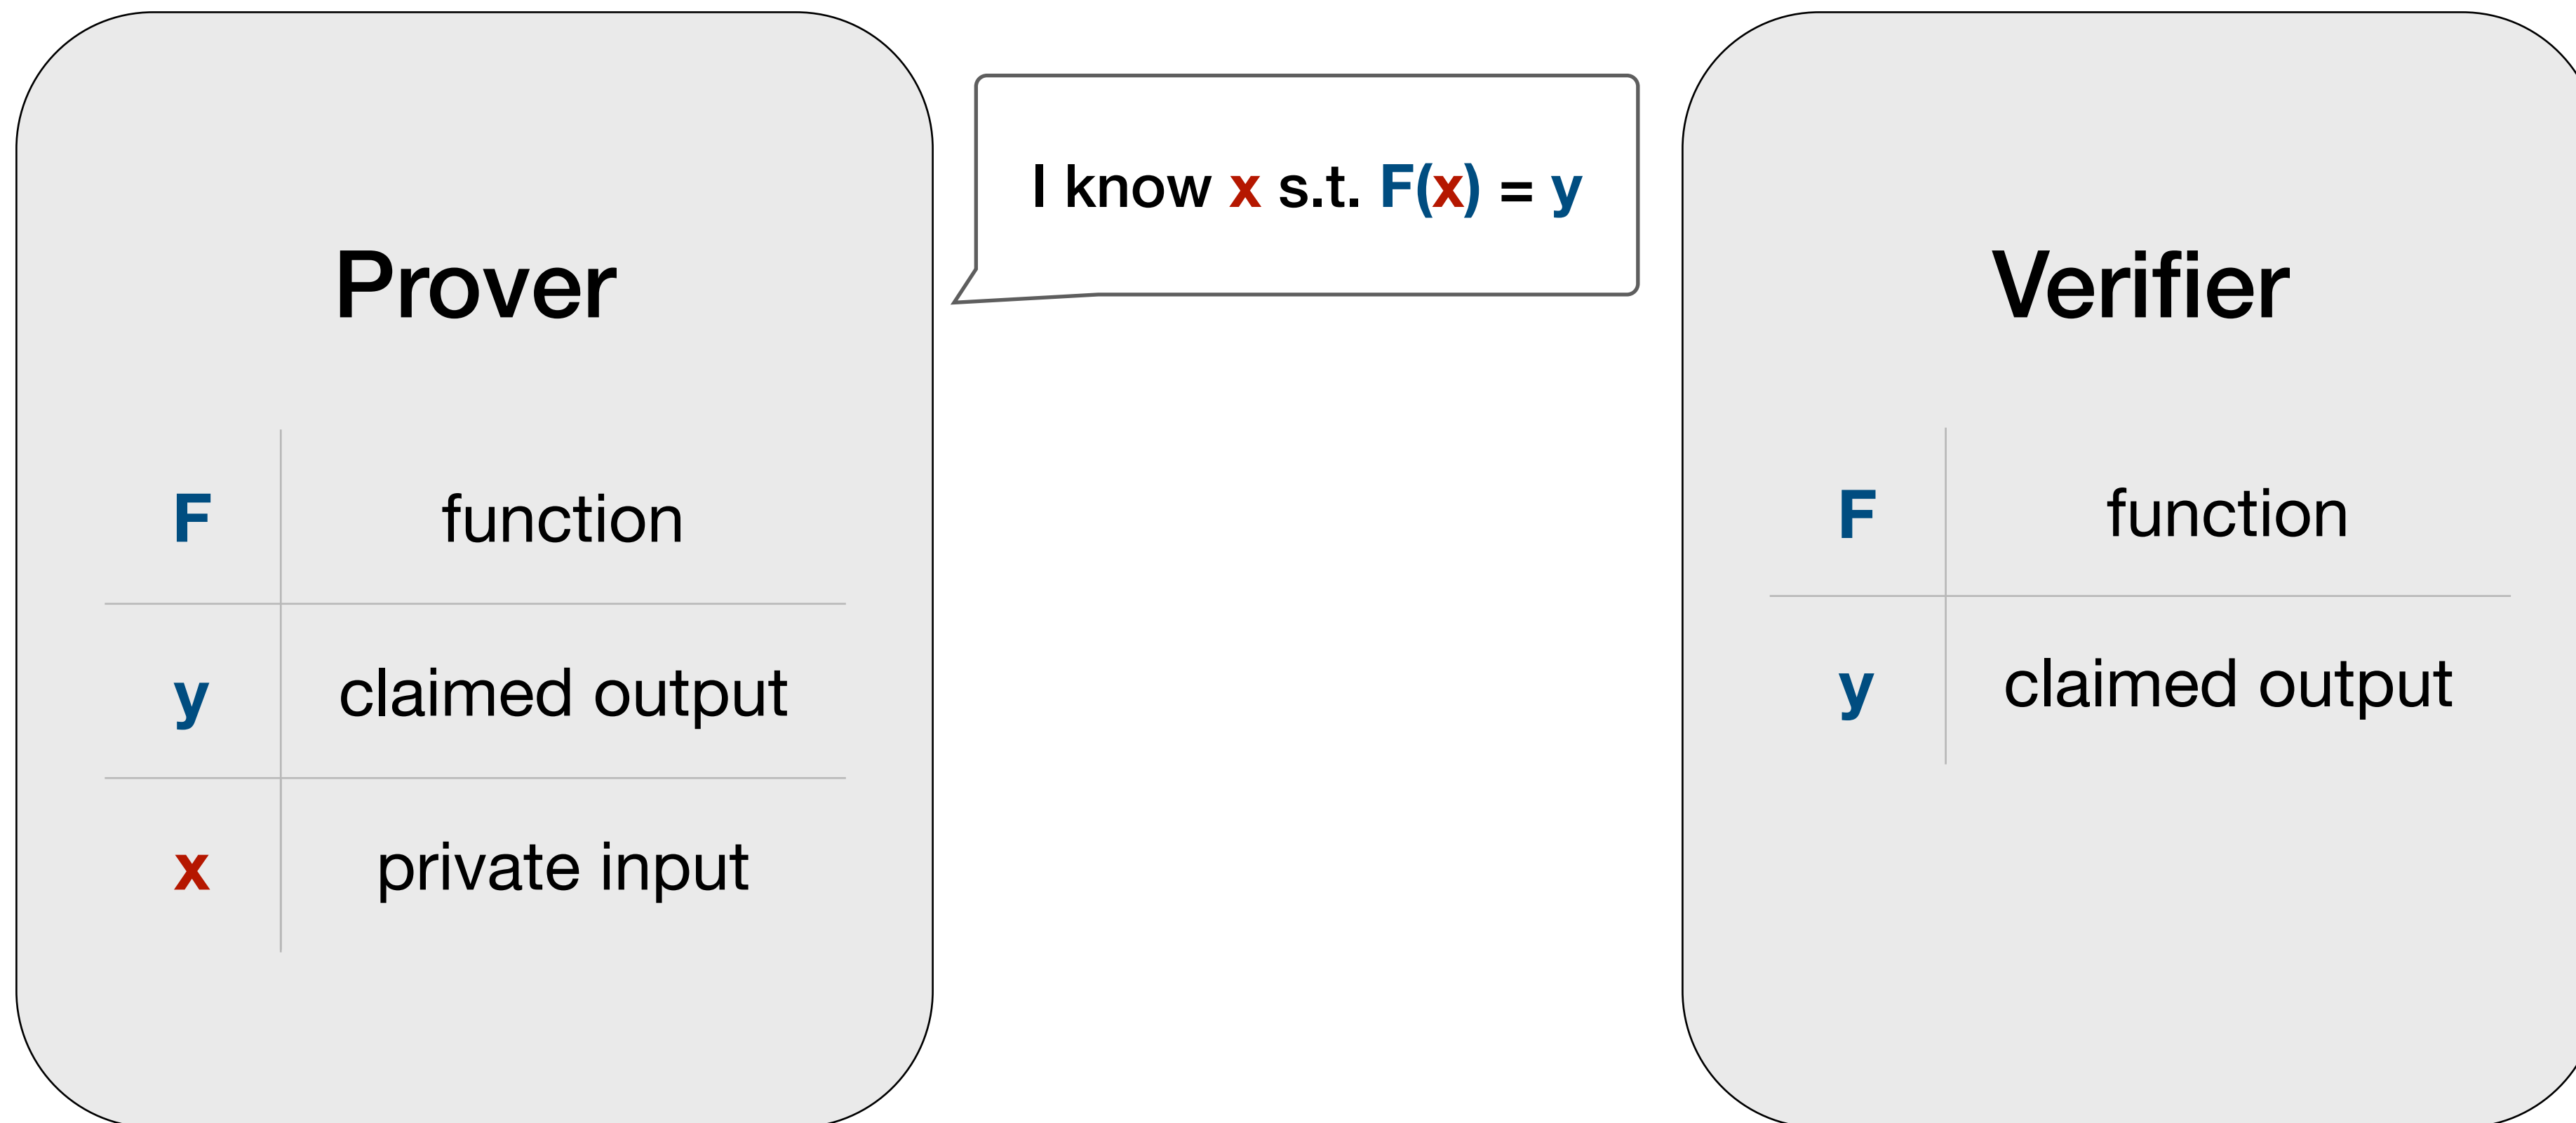 Prover
F function
y claimed output
x private input
I know x s.t. F(x) = y
Verifier
F function
y claimed output